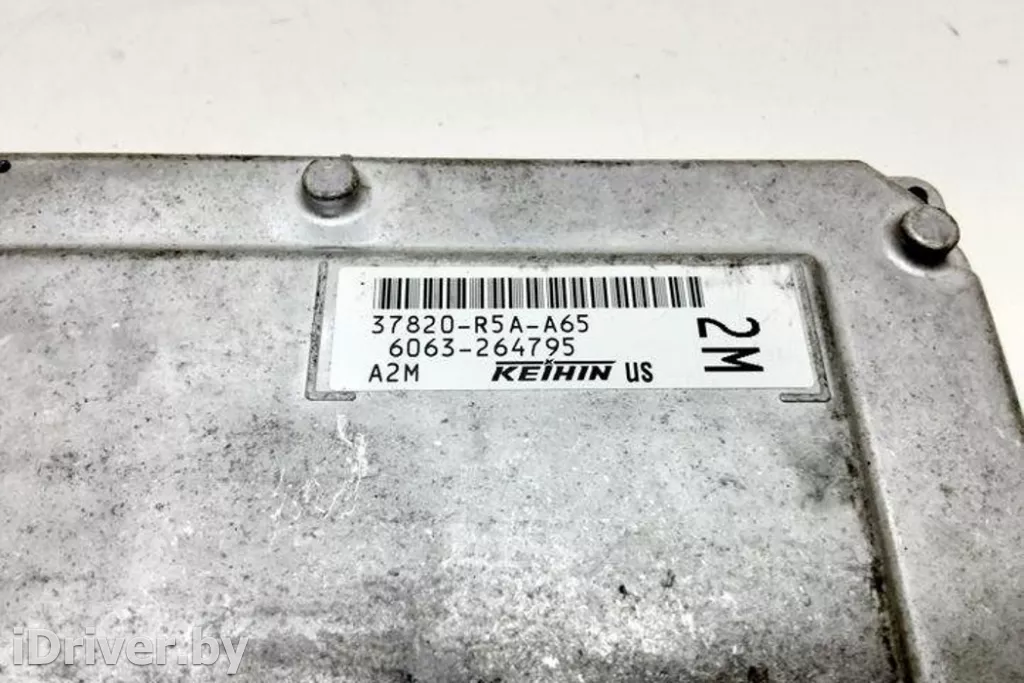 37820-R5A-A65
6063-264795
A2M KEIHIN US
2M
iDriver.by